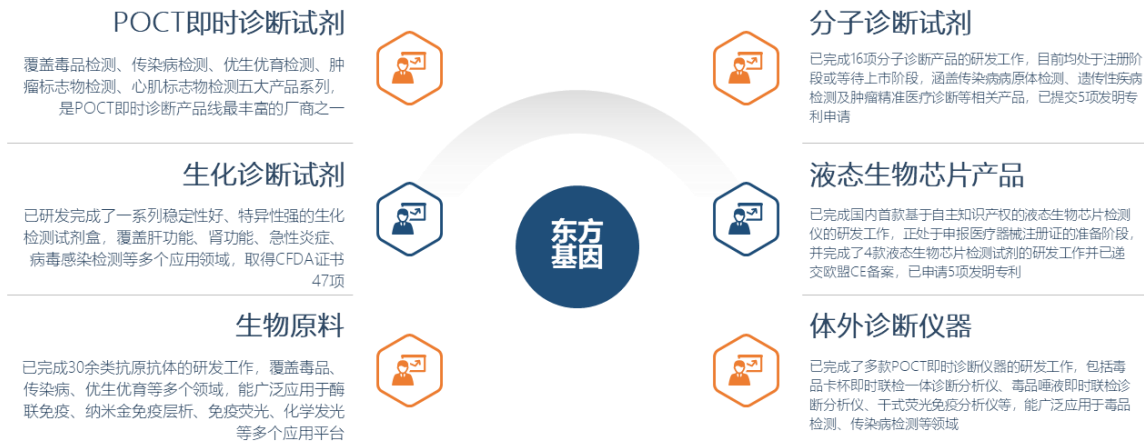 POCT即时诊断试剂
覆盖毒品检测、传染病检测、优生优育检测、肿
瘤标志物检测、心肌标志物检测五大产品系列，
是POCT即时诊断产品线最丰富的厂商之一
生化诊断试剂
已研发完成了一系列稳定性好、特异性强的生化
检测试剂盒，覆盖肝功能、肾功能、急性炎症、
病毒感染检测等多个应用领域，取得CFDA证书
47项
生物原料
已完成30余类抗原抗体的研发工作，覆盖毒品、
传染病、优生优育等多个领域，能广泛应用于酶
联免疫、纳米金免疫层析、免疫荧光、化学发光
等多个应用平台
东方
基因
分子诊断试剂
已完成16项分子诊断产品的研发工作，目前均处于注册阶
段或等待上市阶段，涵盖传染病病原体检测、遗传性疾病
检测及肿瘤精准医疗诊断等相关产品，已提交5项发明专
利申请
液态生物芯片产品
已完成国内首款基于自主知识产权的液态生物芯片检测
仪的研发工作，正处于申报医疗器械注册证的准备阶段，
并完成了4款液态生物芯片检测试剂的研发工作并已递
交欧盟CE备案，已申请5项发明专利
体外诊断仪器
已完成了多款POCT即时诊断仪器的研发工作，包括毒
品卡杯即时联检一体诊断分析仪、毒品唾液即时联检诊
断分析仪、干式荧光免疫分析仪等，能广泛应用于毒品
检测、传染病检测等领域